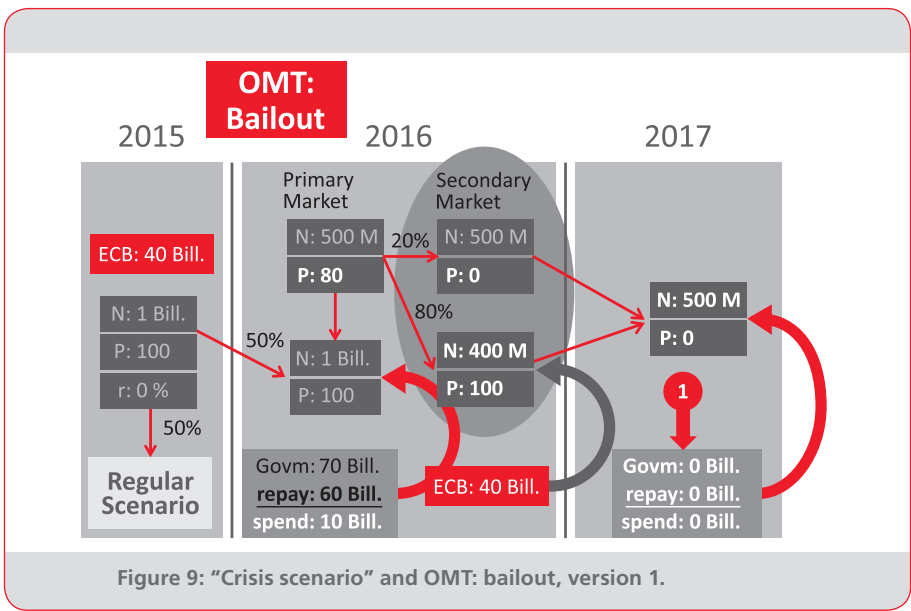 OMT:
Bailout
2015
2016
2017
Primary
Market
Secondary
Market
ECB: 40 Bill.
N: 500 M
P: 80
20%
N: 500 M
P: 0
80%
N: 1 Bill.
P: 100
r: 0 %
50%
N: 1 Bill.
P: 100
N: 400 M
P: 100
N: 500 M
P: 0
1
50%
Regular
Scenario
Govm: 70 Bill.
repay: 60 Bill.
spend: 10 Bill.
ECB: 40 Bill.
Govm: 0 Bill.
repay: 0 Bill.
spend: 0 Bill.
Figure 9: “Crisis scenario” and OMT: bailout, version 1.